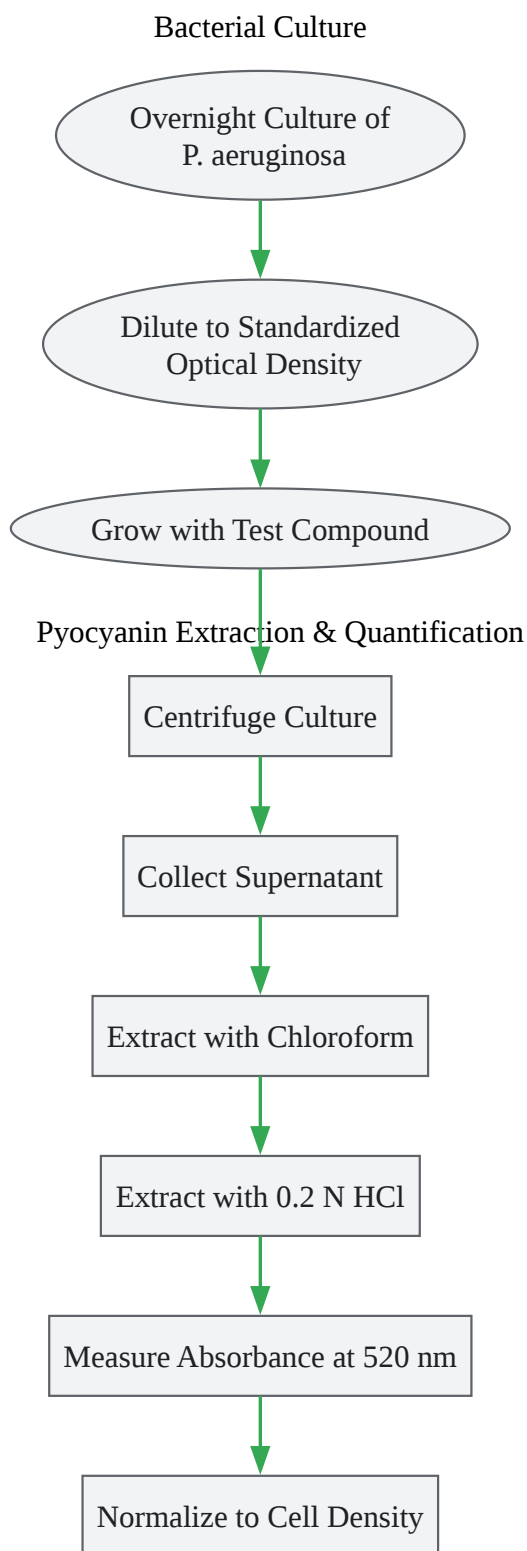 Bacterial Culture
Overnight Culture of
P. aeruginosa
Dilute to Standardized
Optical Density
Grow with Test Compound
Pyocyanin Extraction & Quantification
Centrifuge Culture
Collect Supernatant
Extract with Chloroform
Extract with 0.2 N HCl
Measure Absorbance at 520 nm
Normalize to Cell Density